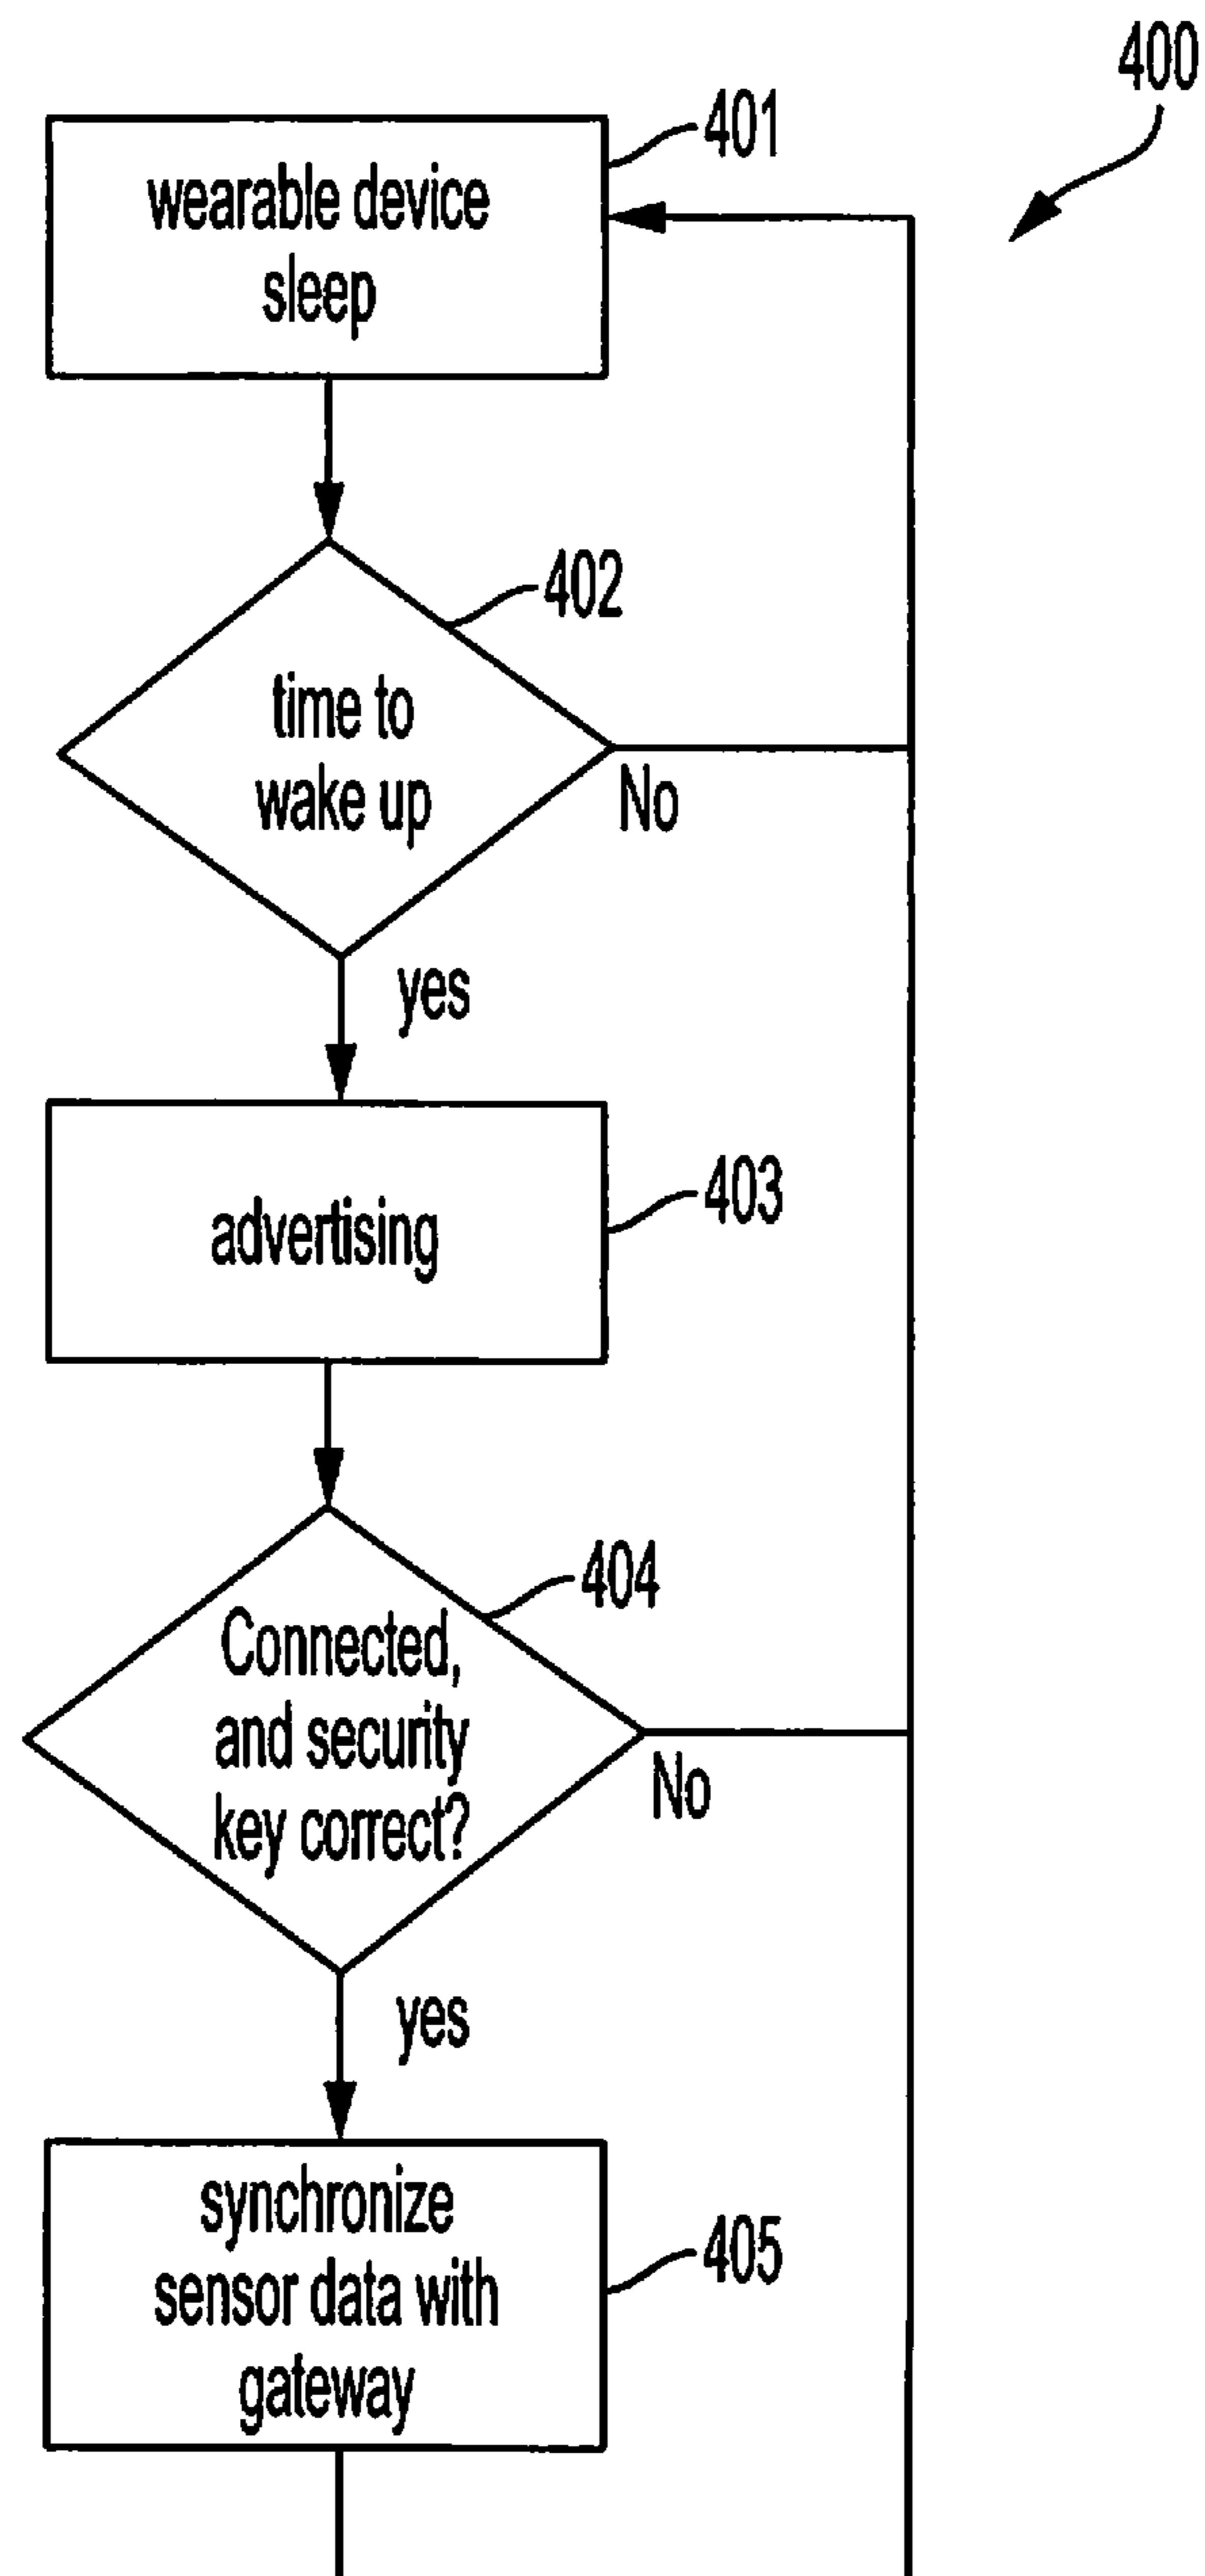 400
401
wearable device
sleep
402
time to
wake up
No
yes
403
advertising
404
Connected,
and security
key correct?
No
yes
405
synchronize
sensor data with
gateway